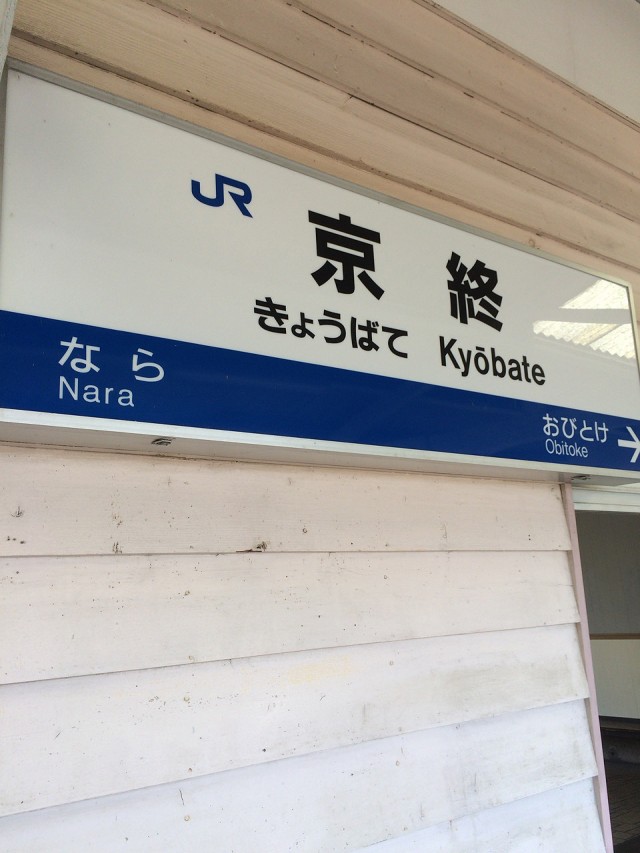 JR
京終
きょうばて Kyōbate
なら
Nara
おびとけ
Obitoke